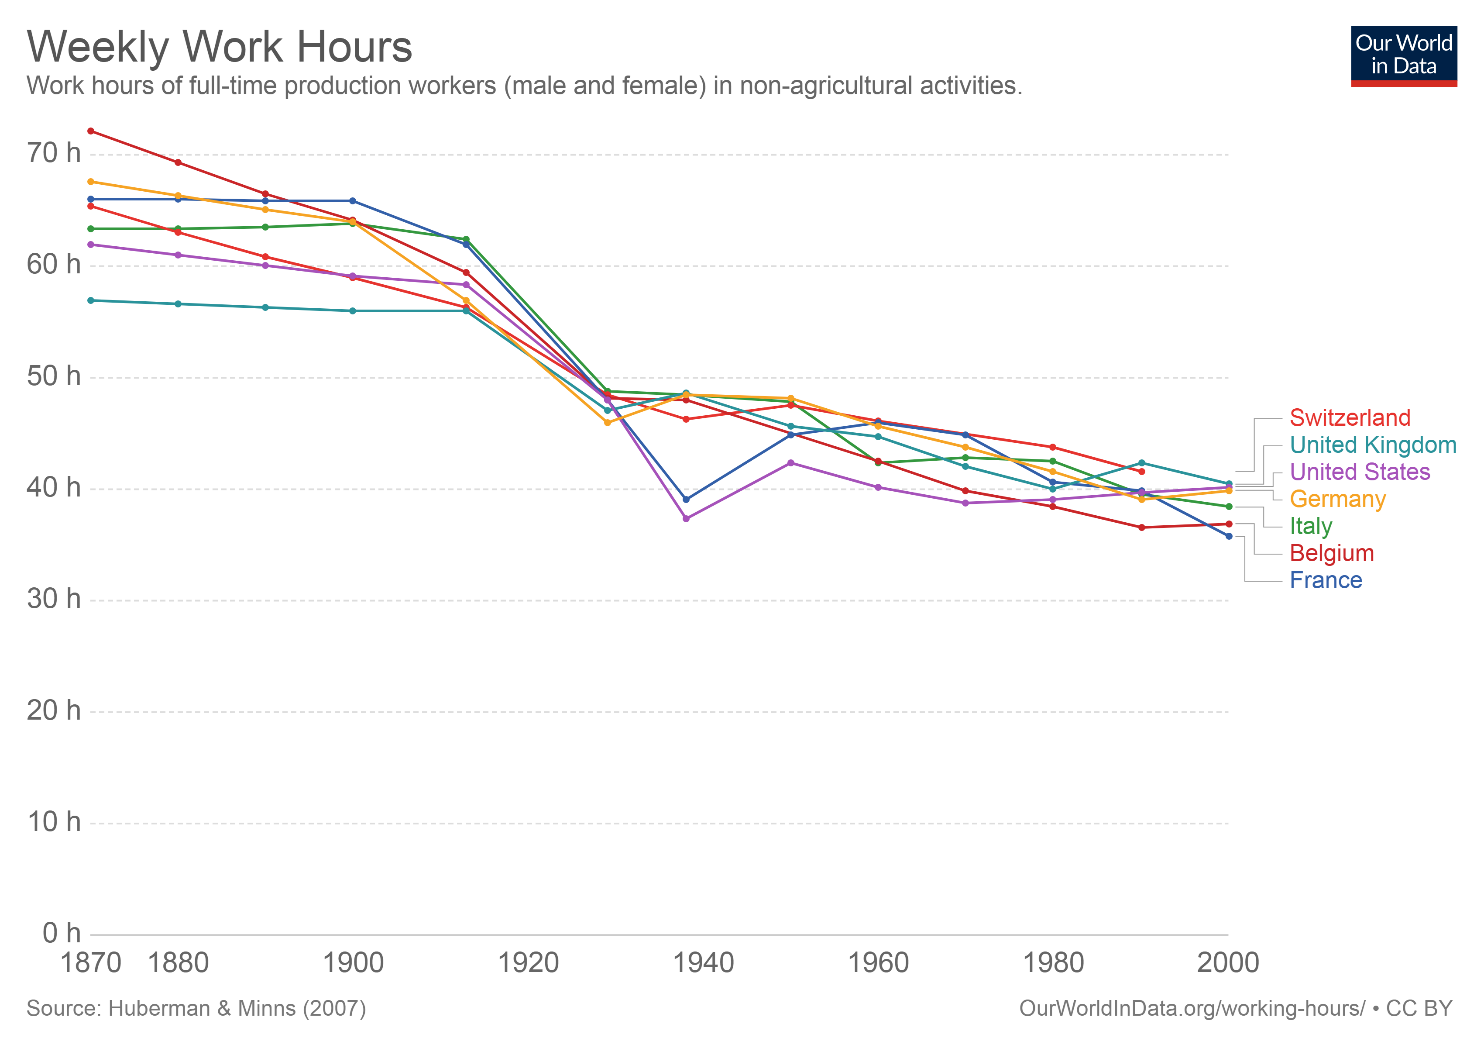 Weekly Work Hours
Work hours of full-time production workers (male and female) in non-agricultural activities.
Our World
in Data
70 h
60 h
50 h
40 h
30 h
20 h
10 h
0 h
1870 1880 1900 1920 1940 1960 1980 2000
Switzerland
United Kingdom
United States
Germany
Italy
Belgium
France
Source: Huberman & Minns (2007)
OurWorldInData.org/working-hours/ • CC BY